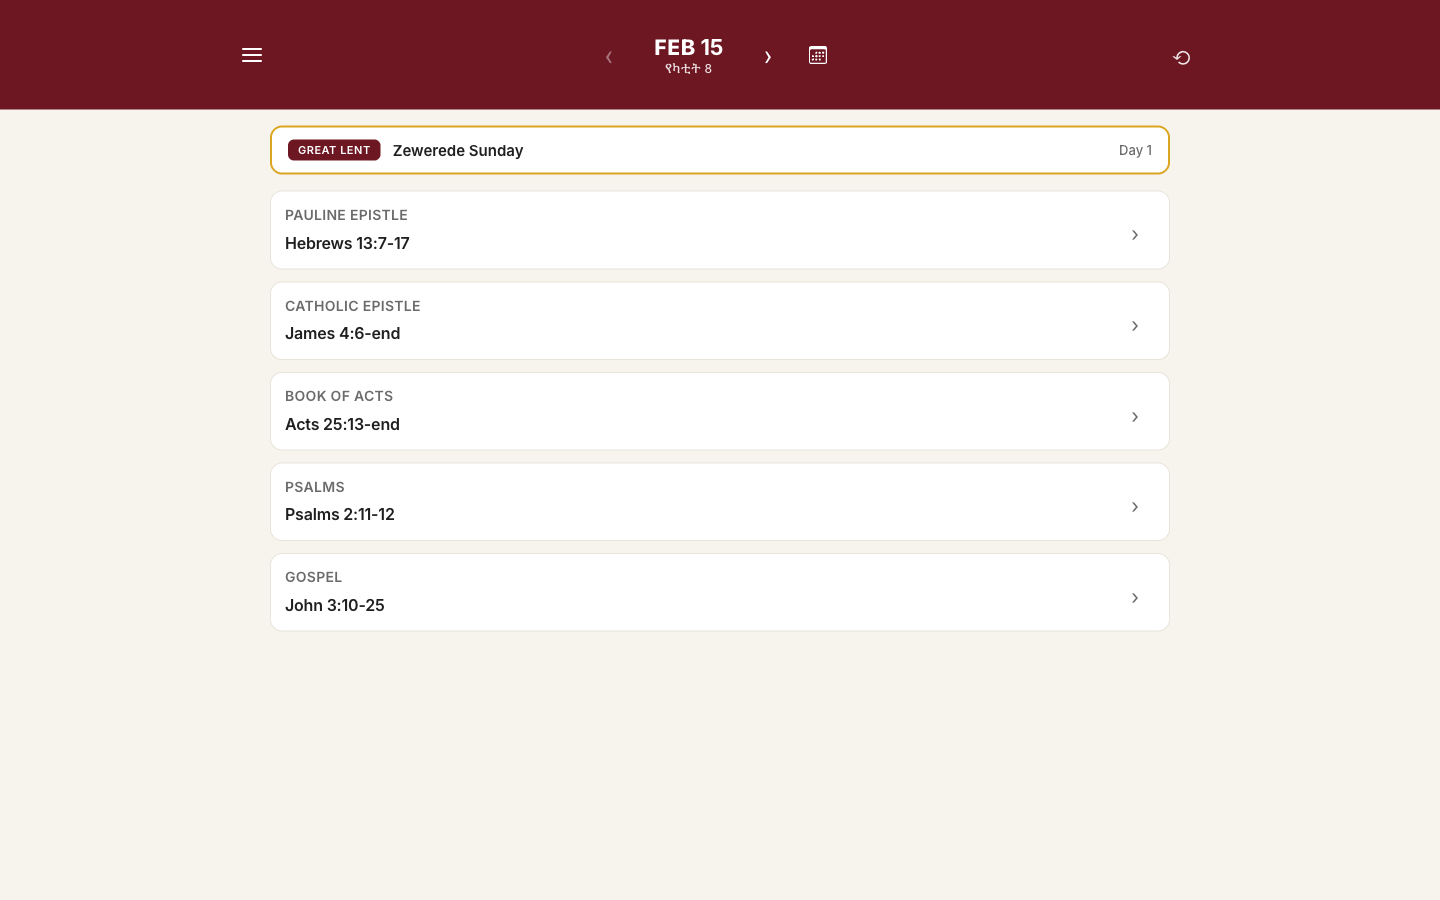 FEB 15
የካቲት 8
GREAT LENT Zewerede Sunday Day 1
PAULINE EPISTLE
Hebrews 13:7-17
CATHOLIC EPISTLE
James 4:6-end
BOOK OF ACTS
Acts 25:13-end
PSALMS
Psalms 2:11-12
GOSPEL
John 3:10-25